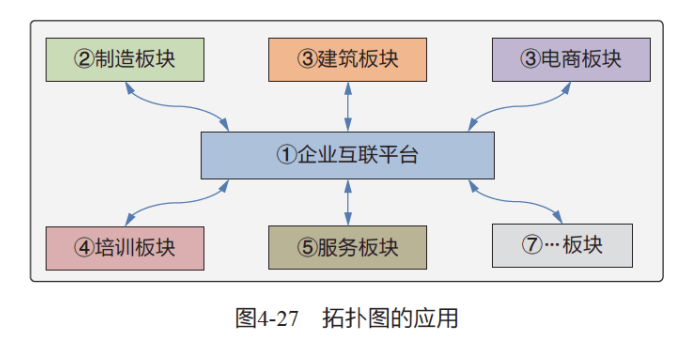 ②制造板块
③建筑板块
③电商板块
①企业互联平台
④培训板块
⑤服务板块
⑦…板块
图4-27 拓扑图的应用